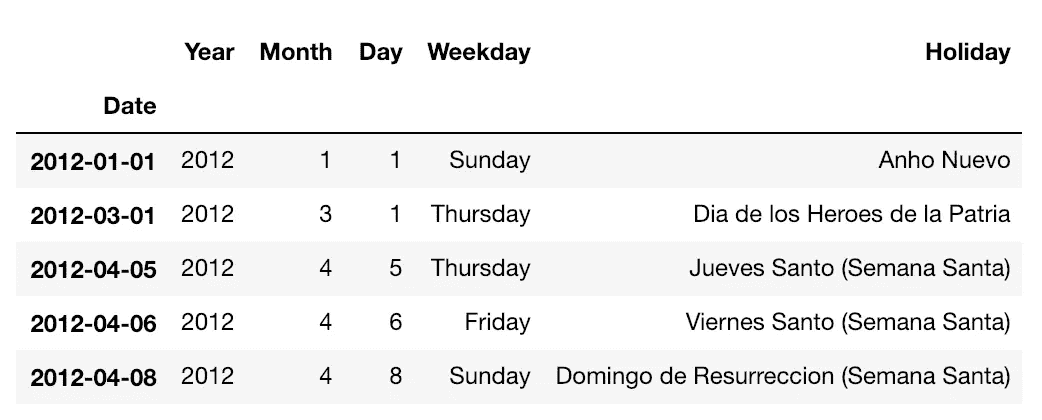 Year Month Day Weekday Holiday
Date
2012-01-01 2012 1 1 Sunday Anho Nuevo
2012-03-01 2012 3 1 Thursday Dia de los Heroes de la Patria
2012-04-05 2012 4 5 Thursday Jueves Santo (Semana Santa)
2012-04-06 2012 4 6 Friday Viernes Santo (Semana Santa)
2012-04-08 2012 4 8 Sunday Domingo de Resurreccion (Semana Santa)